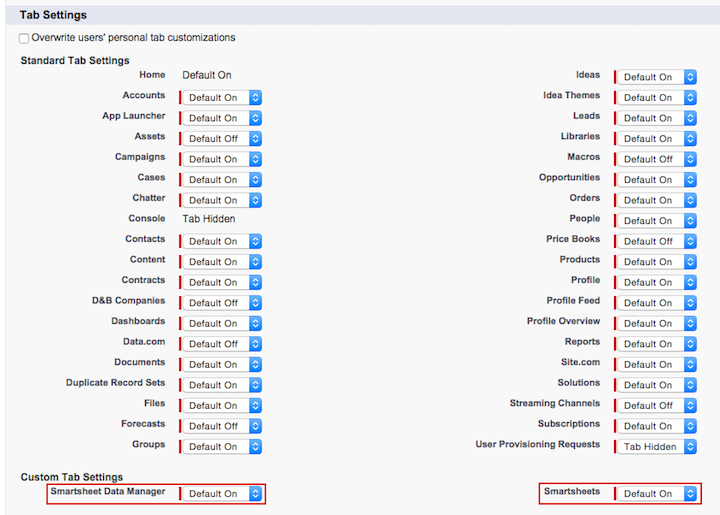 Tab Settings
Overwrite users' personal tab customizations
Standard Tab Settings
Home Default On Ideas Default On
Accounts Default On Idea Themes Default On
App Launcher Default On Leads Default On
Assets Default Off Libraries Default On
Campaigns Default On Macros Default Off
Cases Default On Opportunities Default On
Chatter Default On Orders Default On
Console Tab Hidden People Default On
Contacts Default On Price Books Default Off
Content Default On Products Default On
Contracts Default On Profile Default On
D&B Companies Default Off Profile Feed Default On
Dashboards Default On Profile Overview Default On
Data.com Default Off Reports Default On
Documents Default On Site.com Default On
Duplicate Record Sets Default On Solutions Default On
Files Default On Streaming Channels Default Off
Forecasts Default Off Subscriptions Default On
Groups Default On User Provisioning Requests Tab Hidden
Custom Tab Settings
Smartsheet Data Manager Default On Smartsheets Default On